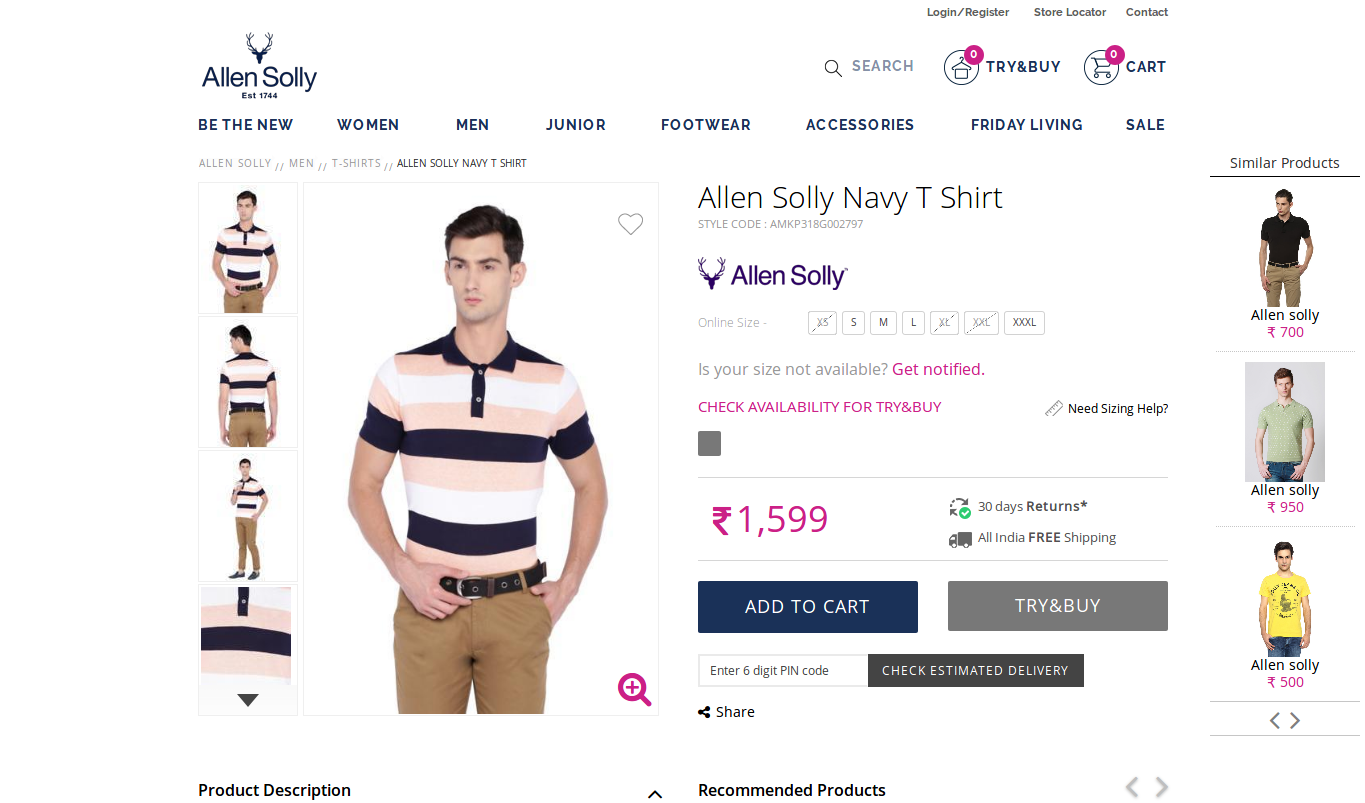 Login/Register Store Locator Contact
Allen Solly
Est 1744
SEARCH 0 TRY&BUY 0 CART
BE THE NEW WOMEN MEN JUNIOR FOOTWEAR ACCESSORIES FRIDAY LIVING SALE
ALLEN SOLLY // MEN // T-SHIRTS // ALLEN SOLLY NAVY T SHIRT
Allen Solly Navy T Shirt
STYLE CODE : AMKP318G002797
Allen Solly
Online Size - XS S M L XL XXL XXXL
Is your size not available? Get notified.
CHECK AVAILABILITY FOR TRY&BUY Need Sizing Help?
₹1,599
30 days Returns*
All India FREE Shipping
ADD TO CART TRY&BUY
Enter 6 digit PIN code CHECK ESTIMATED DELIVERY
Share
Similar Products
Allen solly
₹ 700
Allen solly
₹ 950
Allen solly
₹ 500
Product Description Recommended Products